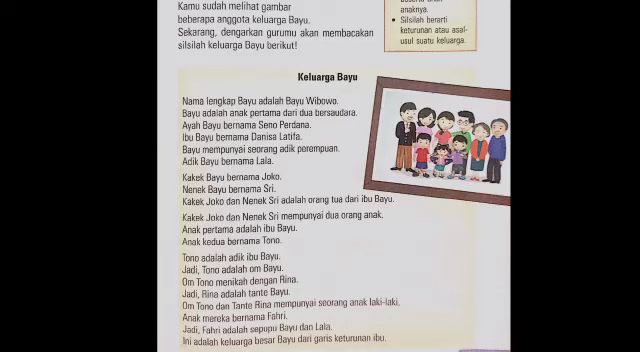 Kamu sudah melihat gambar
beberapa anggota keluarga Bayu.
Sekarang, dengarkan gurumu akan membacakan
silsilah keluarga Bayu berikut!
anaknya.
• Silsilah berarti
keturunan atau asal-
usul suatu keluarga.
Keluarga Bayu
Nama lengkap Bayu adalah Bayu Wibowo.
Bayu adalah anak pertama dari dua bersaudara.
Ayah Bayu bernama Seno Perdana.
Ibu Bayu bernama Danisa Latifa.
Bayu mempunyai seorang adik perempuan.
Adik Bayu bernama Lala.
Kakek Bayu bernama Joko.
Nenek Bayu bernama Sri.
Kakek Joko dan Nenek Sri adalah orang tua dari ibu Bayu.
Kakek Joko dan Nenek Sri mempunyai dua orang anak.
Anak pertama adalah ibu Bayu.
Anak kedua bernama Tono.
Tono adalah adik ibu Bayu.
Jadi, Tono adalah om Bayu.
Om Tono menikah dengan Rina.
Jadi, Rina adalah tante Bayu.
Om Tono dan Tante Rina mempunyai seorang anak laki-laki.
Anak mereka bernama Fahri.
Jadi, Fahri adalah sepupu Bayu dan Lala.
Ini adalah keluarga besar Bayu dari garis keturunan ibu.